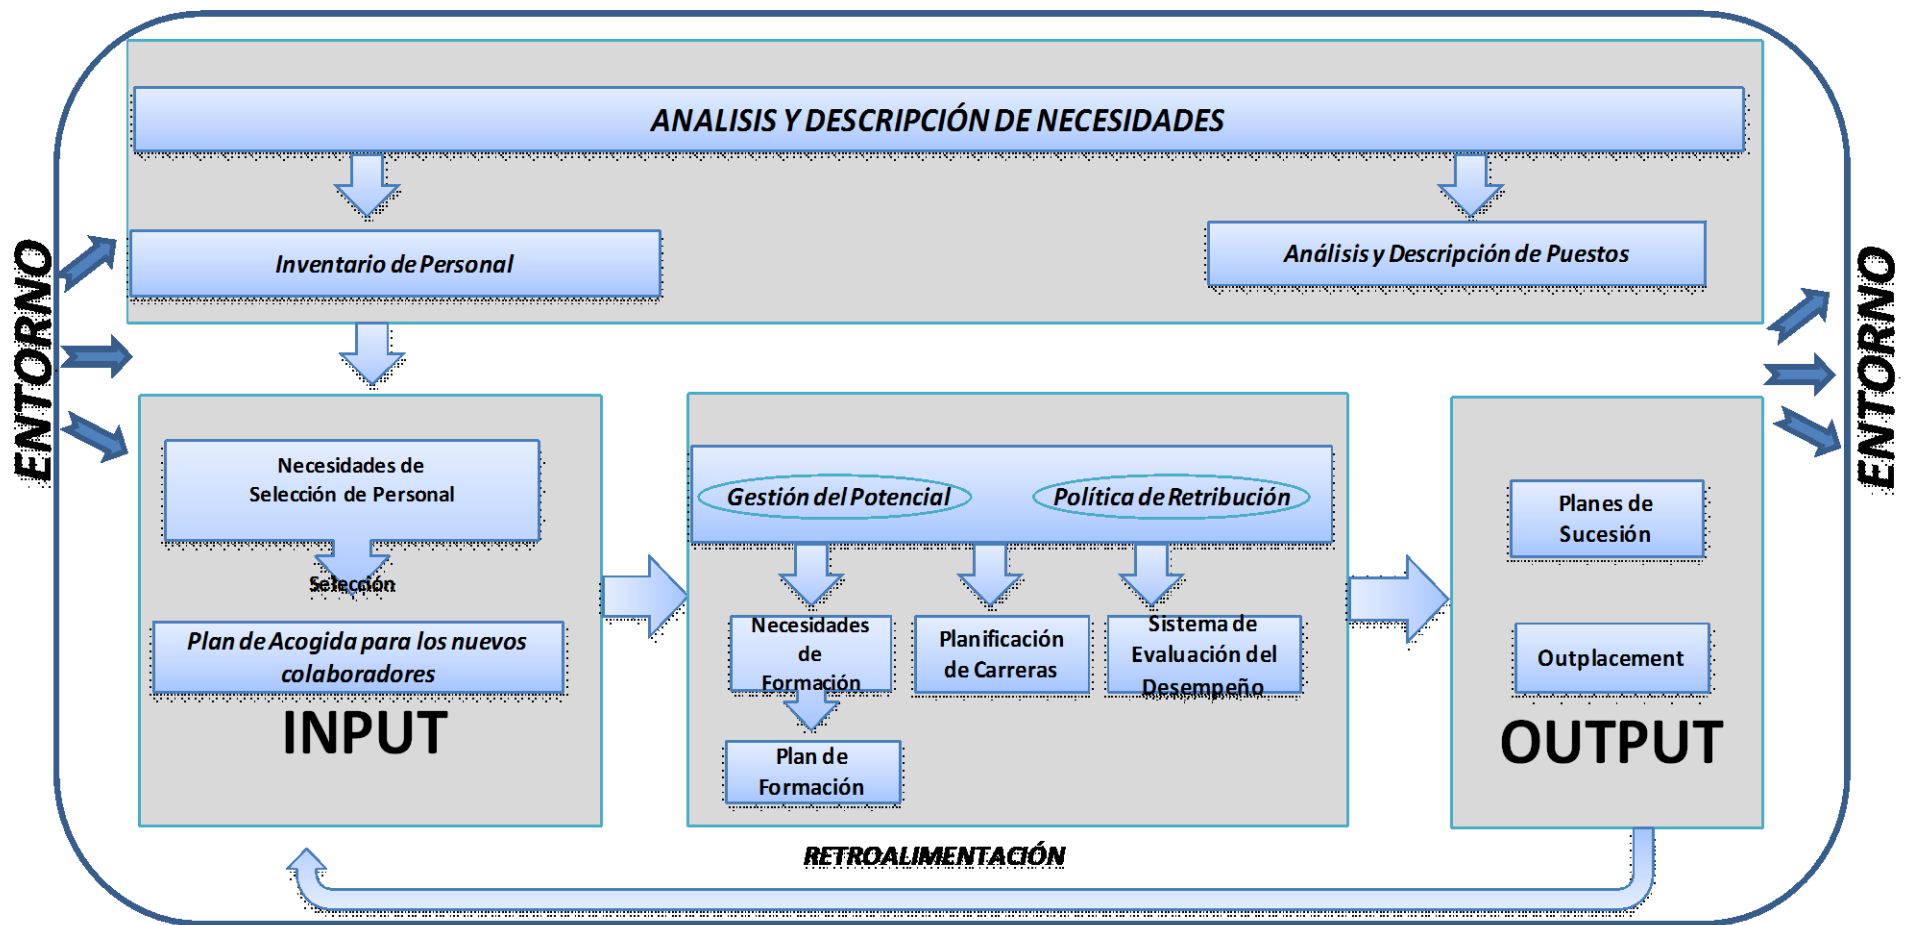 ANALISIS Y DESCRIPCIÓN DE NECESIDADES
Inventario de Personal
Análisis y Descripción de Puestos
ENTORNO
ENTORNO
Necesidades de
Selección de Personal
Selección
Plan de Acogida para los nuevos
colaboradores
INPUT
Gestión del Potencial
Política de Retribución
Necesidades
de
Formación
Planificación
de Carreras
Sistema de
Evaluación del
Desempeño
Plan de
Formación
Planes de
Sucesión
Outplacement
OUTPUT
RETROALIMENTACIÓN